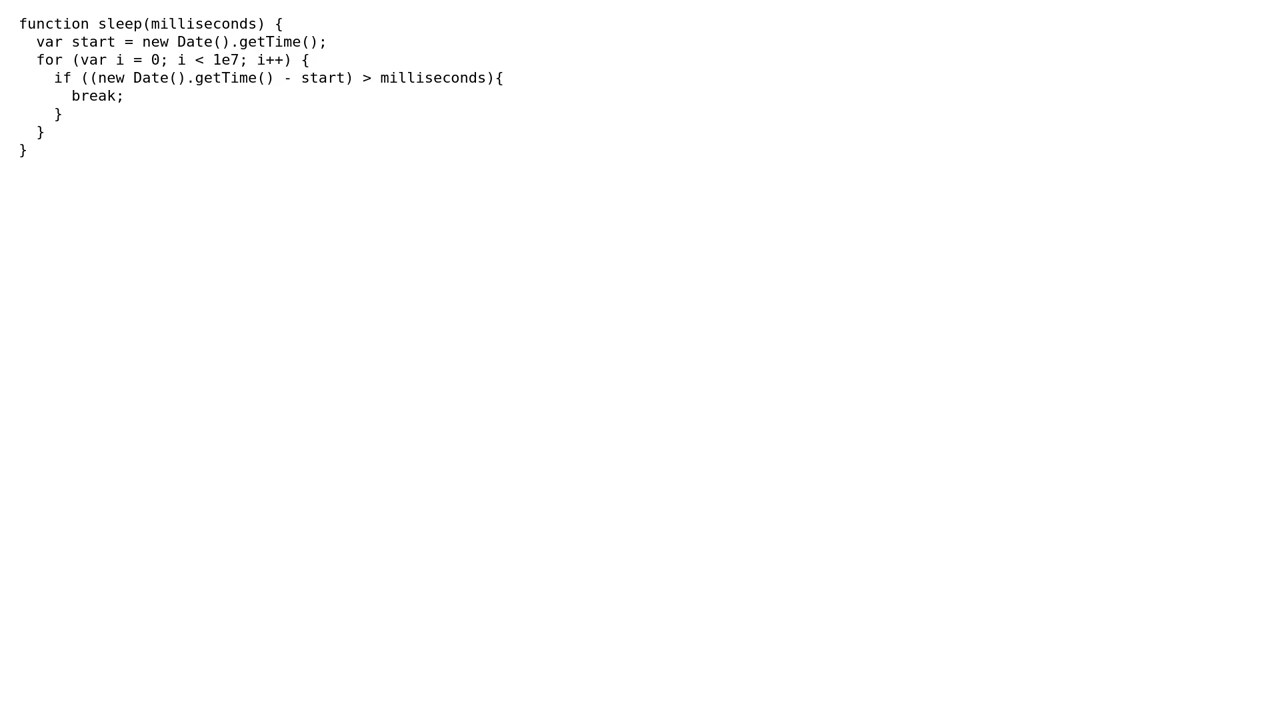 function sleep(milliseconds) {
  var start = new Date().getTime();
  for (var i = 0; i < 1e7; i++) {
    if ((new Date().getTime() - start) > milliseconds){
      break;
    }
  }
}